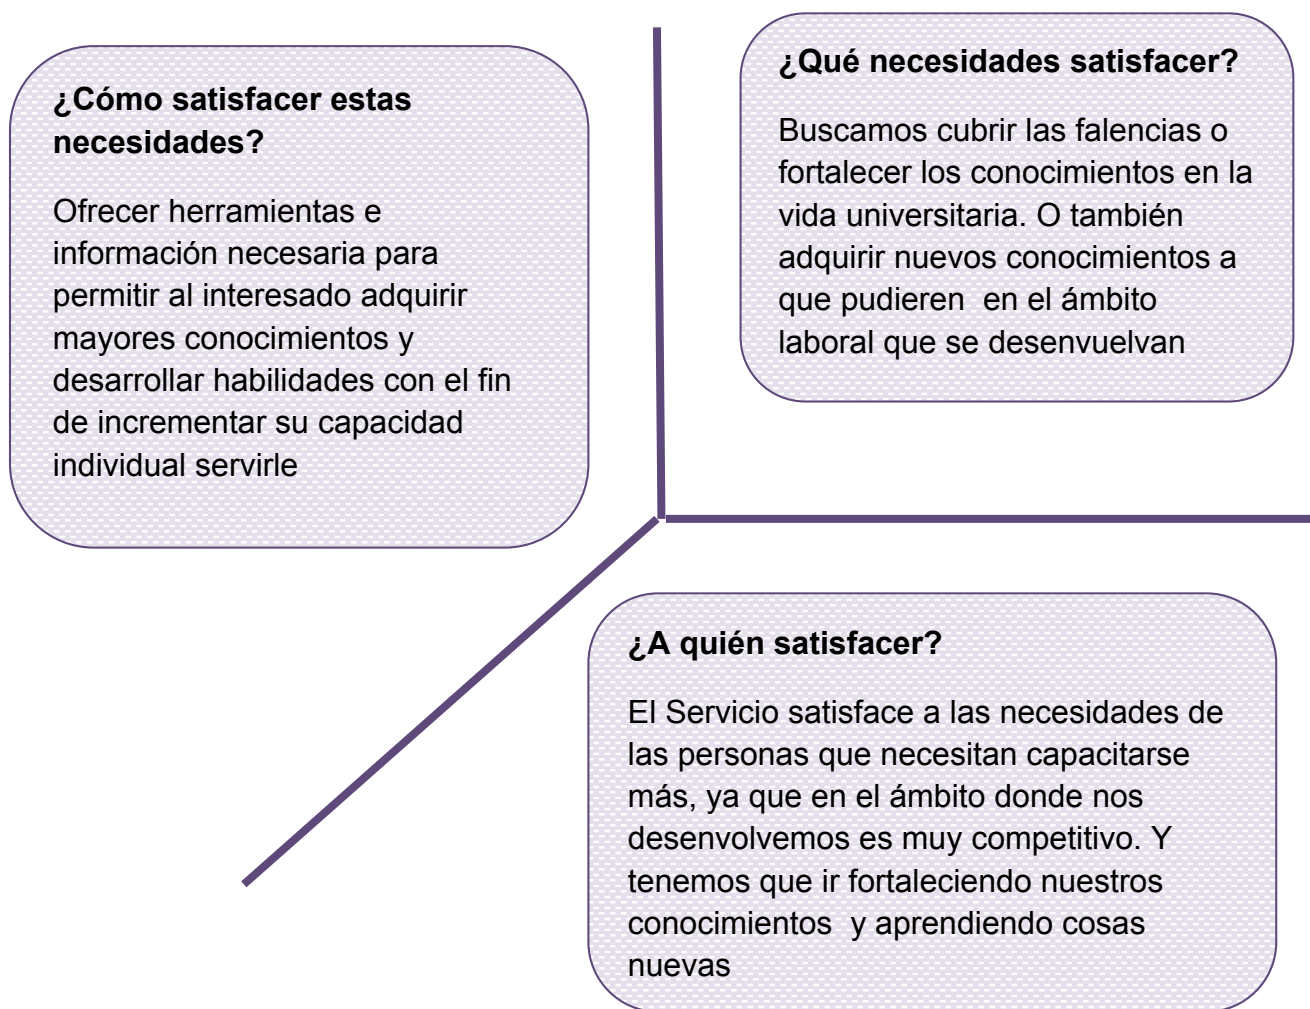 ¿Cómo satisfacer estas
necesidades?
Ofrecer herramientas e
información necesaria para
permitir al interesado adquirir
mayores conocimientos y
desarrollar habilidades con el fin
de incrementar su capacidad
individual servirle
¿Qué necesidades satisfacer?
Buscamos cubrir las falencias o
fortalecer los conocimientos en la
vida universitaria. O también
adquirir nuevos conocimientos a
que pudieren  en el ámbito
laboral que se desenvuelvan
¿A quién satisfacer?
El Servicio satisface a las necesidades de
las personas que necesitan capacitarse
más, ya que en el ámbito donde nos
desenvolvemos es muy competitivo. Y
tenemos que ir fortaleciendo nuestros
conocimientos  y aprendiendo cosas
nuevas